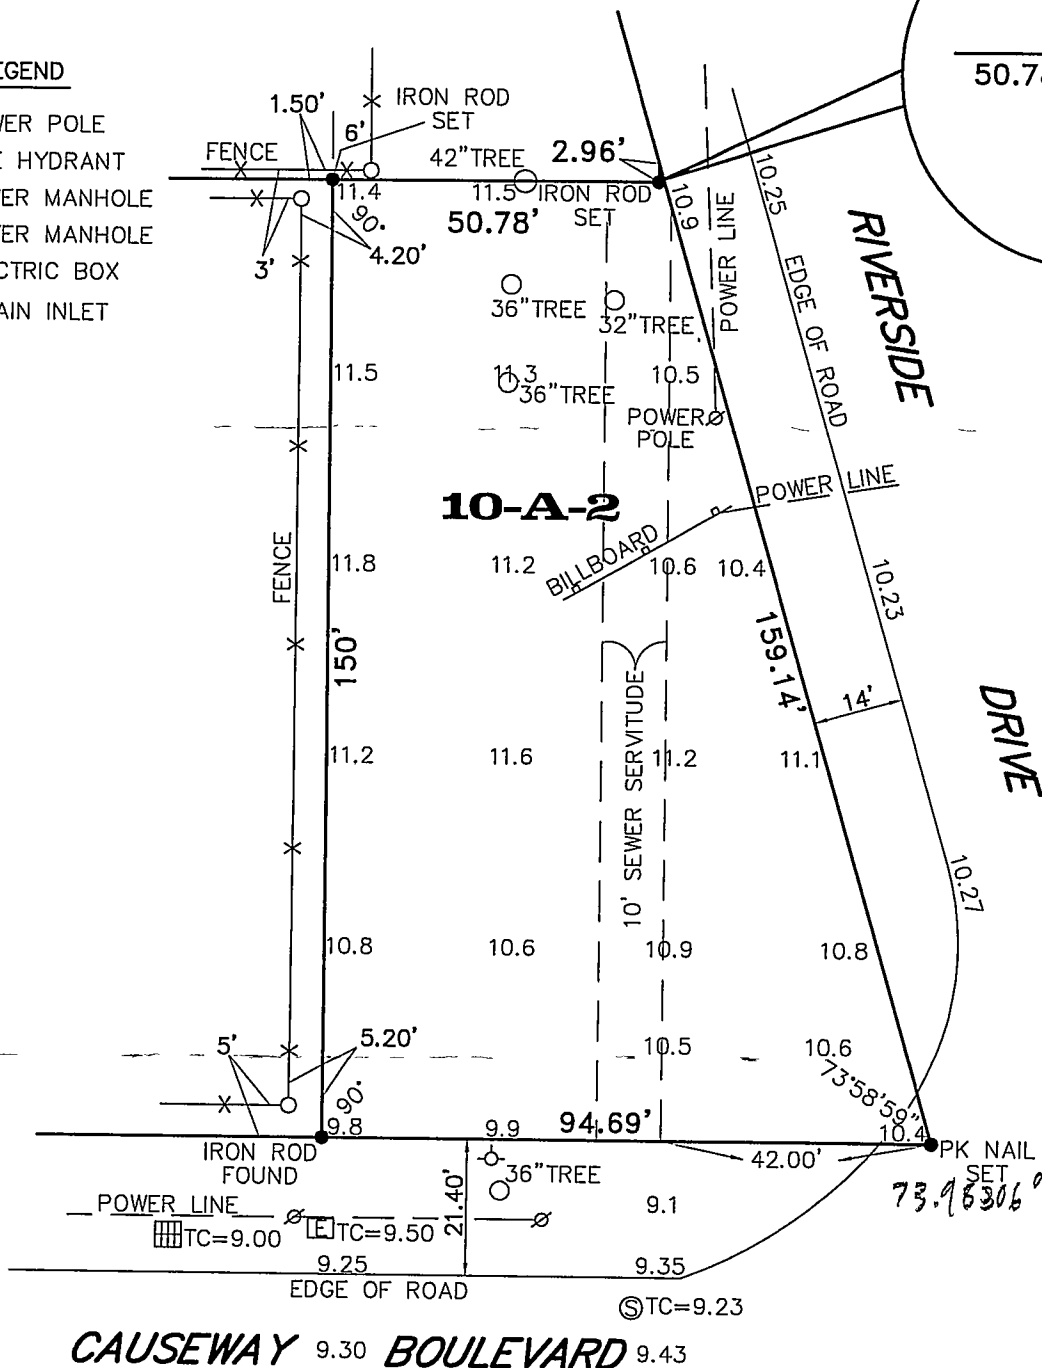 EGEND
50.7
1.50'
IRON ROD
SET
6'
FENCE
42"TREE
2.96'
11.4
11.5
IRON ROD
SET
10.9
10.25
90°
50.78'
4.20'
3'
POWER LINE
RIVERSIDE
EDGE OF ROAD
36"TREE
32"TREE
11.5
11.3
36"TREE
10.5
POWER
POLE
10-A-2
POWER LINE
BILLBOARD
FENCE
11.8
11.2
10.6
10.4
10.23
150'
159.14'
10' SEWER SERVITUDE
14'
DRIVE
11.2
11.6
11.2
11.1
10.27
10.8
10.6
10.9
10.8
5'
5.20'
10.5
10.6
73°58'59"
90°
9.8
9.9
94.69'
10.4
IRON ROD
FOUND
42.00'
PK NAIL
SET
36"TREE
21.40'
POWER LINE
9.1
E
TC=9.00
TC=9.50
9.25
9.35
EDGE OF ROAD
S
TC=9.23
CAUSEWAY 9.30 BOULEVARD 9.43
WER POLE
E HYDRANT
ER MANHOLE
ER MANHOLE
CTRIC BOX
AIN INLET